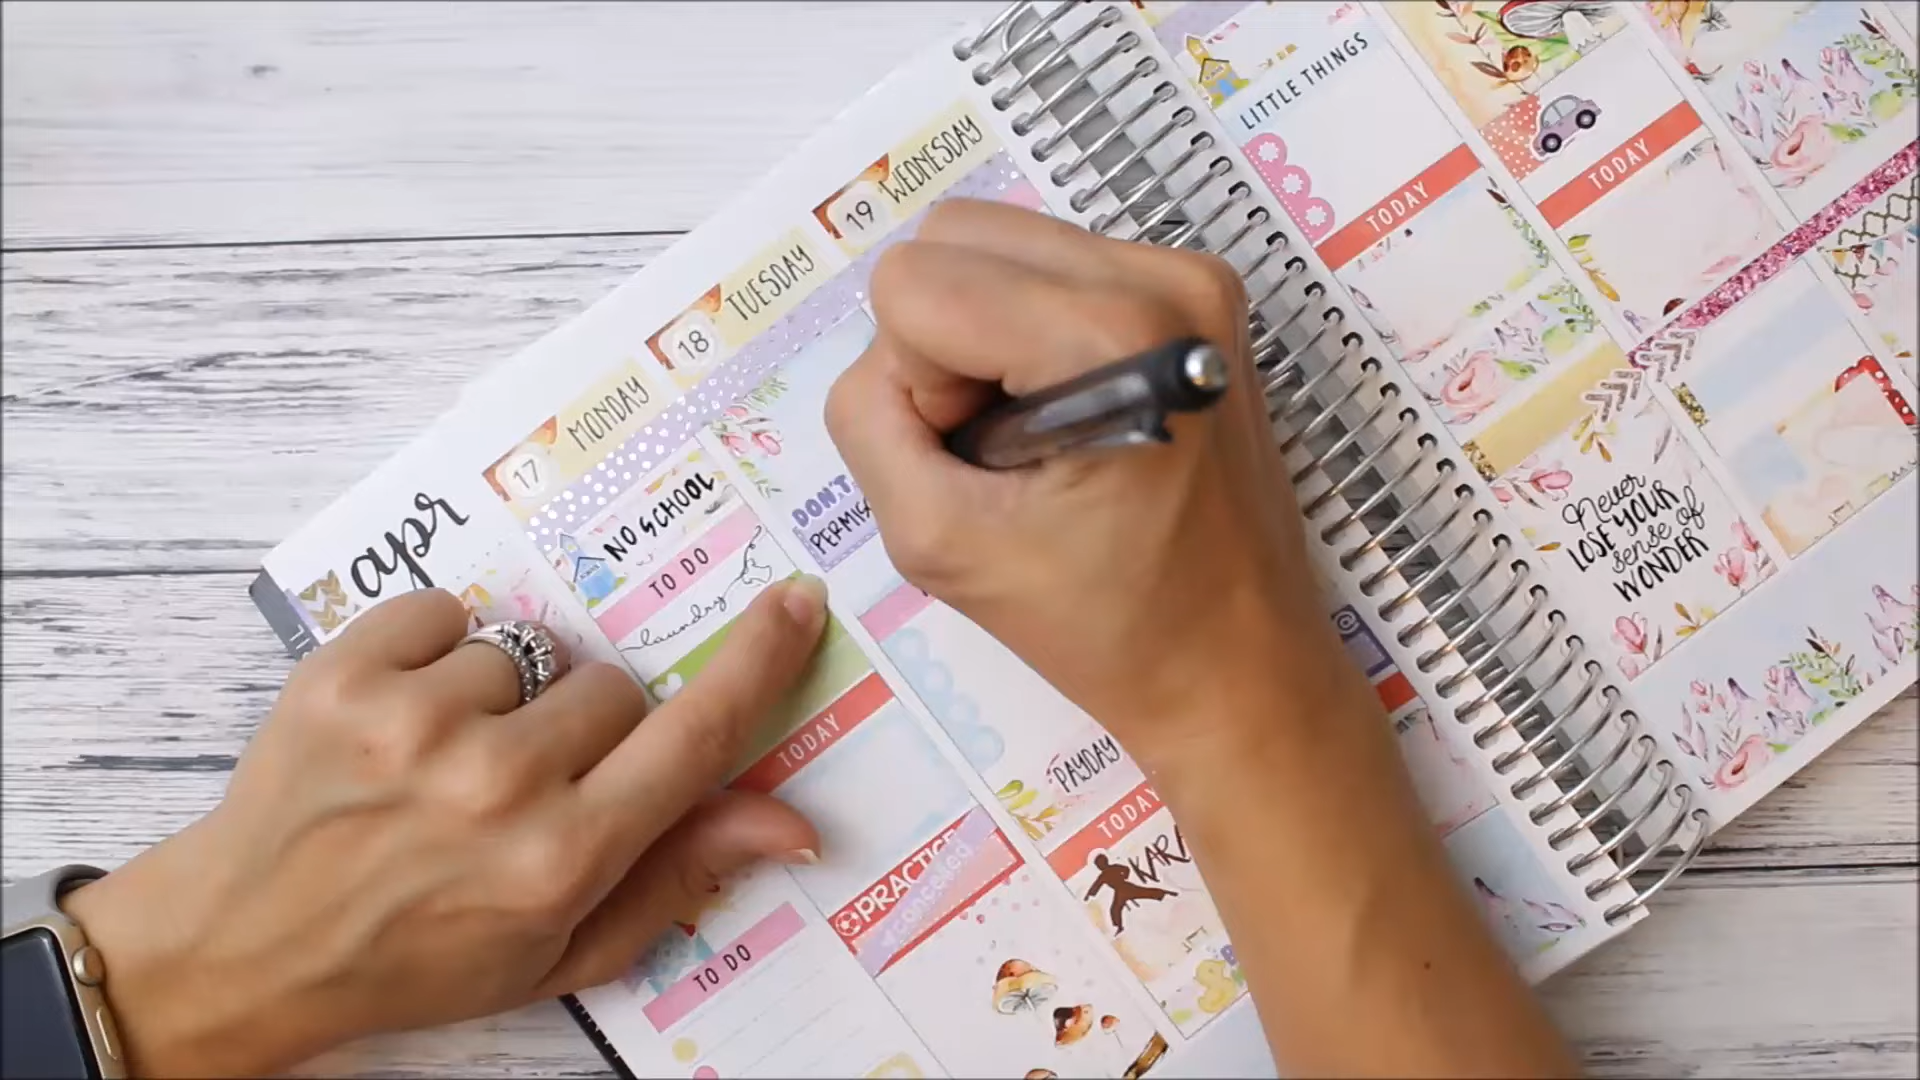 apr
17 MONDAY
NO SCHOOL
TO DO
laundry
TODAY
TO DO
18 TUESDAY
DON'T
PRACTICE
cancelled
19 WEDNESDAY
PAYDAY
TODAY
LITTLE THINGS
TODAY
TODAY
Never
LOSE YOUR
sense of
WONDER